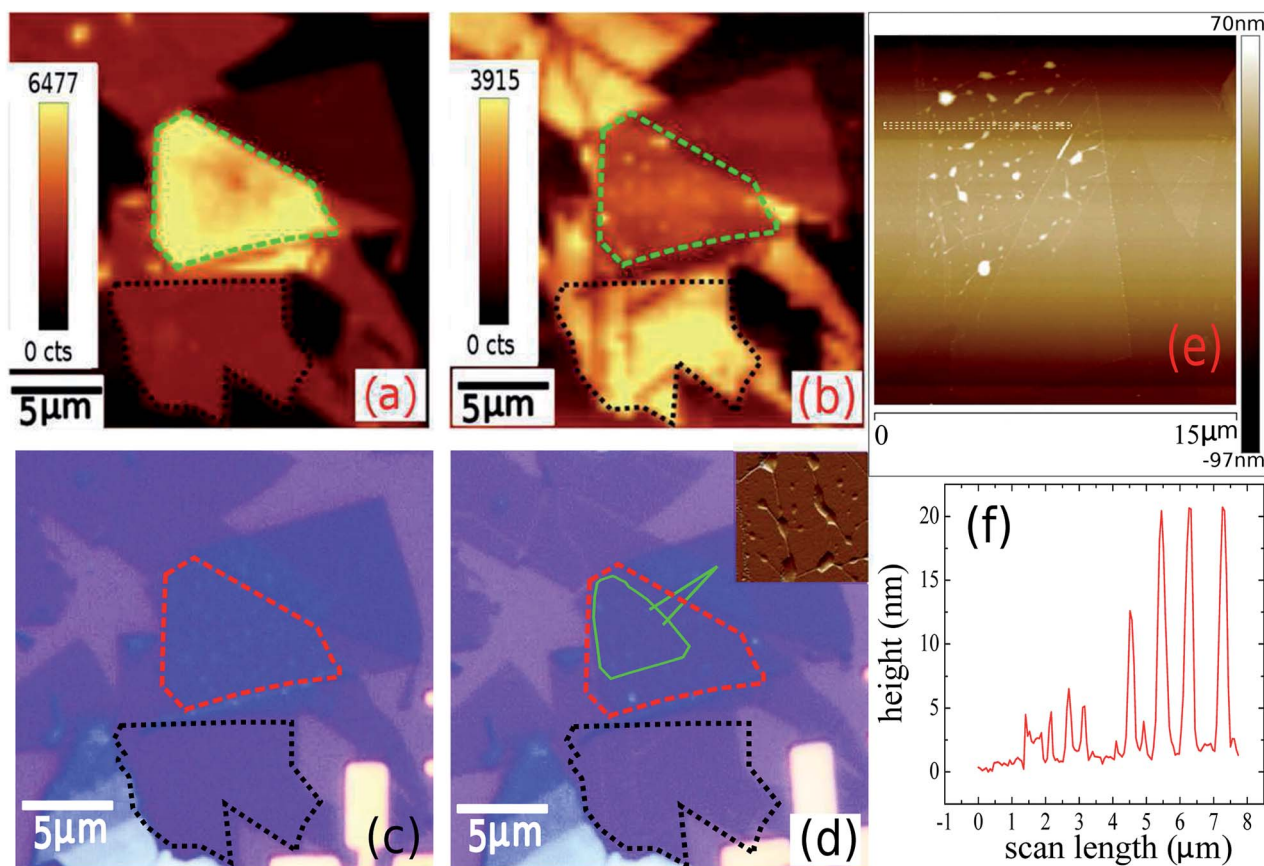 6477
0 cts
5μm
(a)
3915
0 cts
5μm
(b)
70nm
(e)
0
15μm
-97nm
5μm
(c)
5μm
(d)
(f)
20
15
10
5
0
height (nm)
-1 0 1 2 3 4 5 6 7 8
scan length (μm)